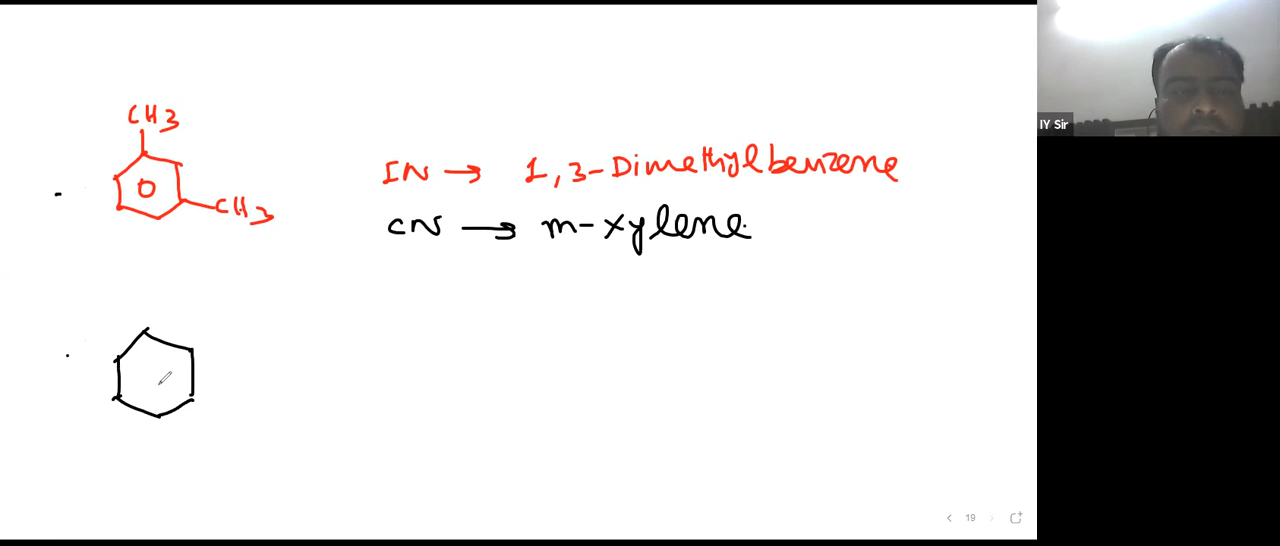 CH3
CH3
IN → 1,3-Dimethylbenzene
CN → m-xylene.
IY Sir
19